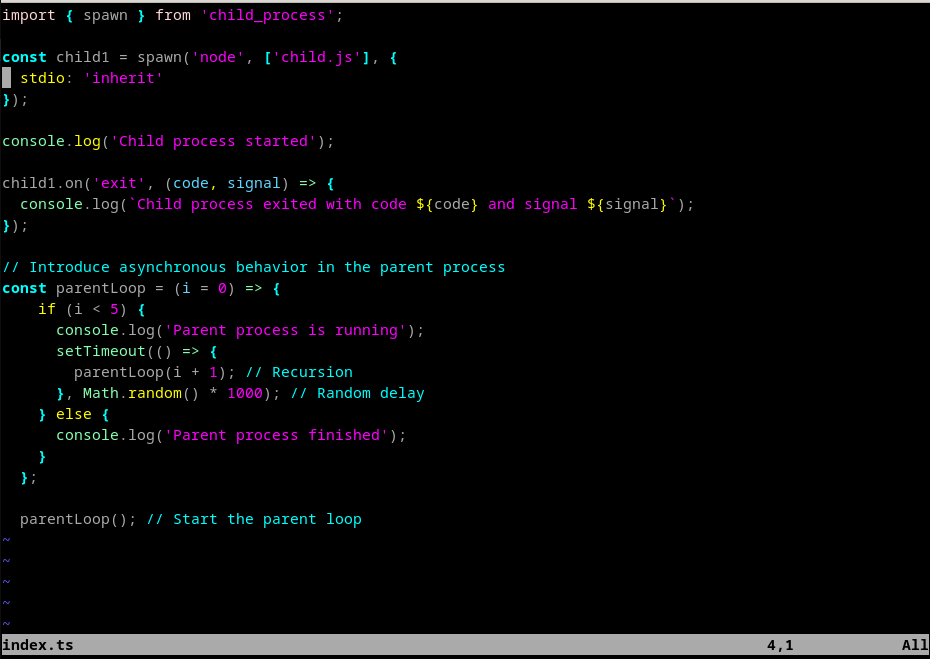 import { spawn } from 'child_process';

const child1 = spawn('node', ['child.js'], {
  stdio: 'inherit'
});

console.log('Child process started');

child1.on('exit', (code, signal) => {
  console.log(`Child process exited with code ${code} and signal ${signal}`);
});

// Introduce asynchronous behavior in the parent process
const parentLoop = (i = 0) => {
    if (i < 5) {
      console.log('Parent process is running');
      setTimeout(() => {
        parentLoop(i + 1); // Recursion
      }, Math.random() * 1000); // Random delay
    } else {
      console.log('Parent process finished');
    }
  };

  parentLoop(); // Start the parent loop
~
~
~
~
~
index.ts 4,1 All